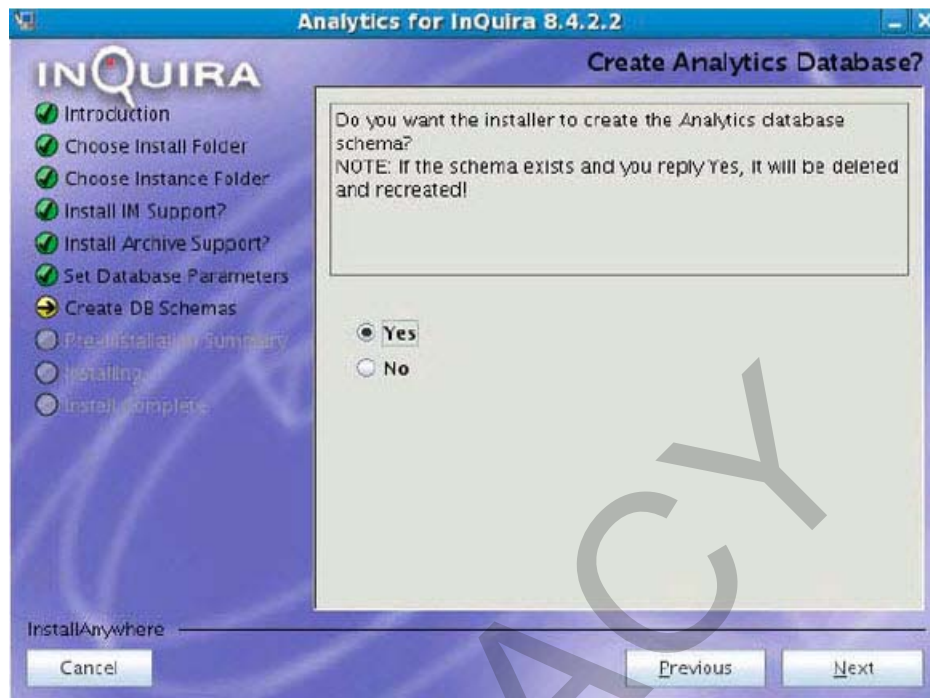 Analytics for InQuira 8.4.2.2
INQUIRA
Create Analytics Database?
Introduction
Choose Install Folder
Choose Instance Folder
Install IM Support?
Install Archive Support?
Set Database Parameters
Create DB Schemas
Pre-Installation Summary
Installing...
Install Complete
Do you want the installer to create the Analytics database
schema?
NOTE: If the schema exists and you reply Yes, it will be deleted
and recreated!
Yes
No
ACY
InstallAnywhere
Cancel
Previous
Next